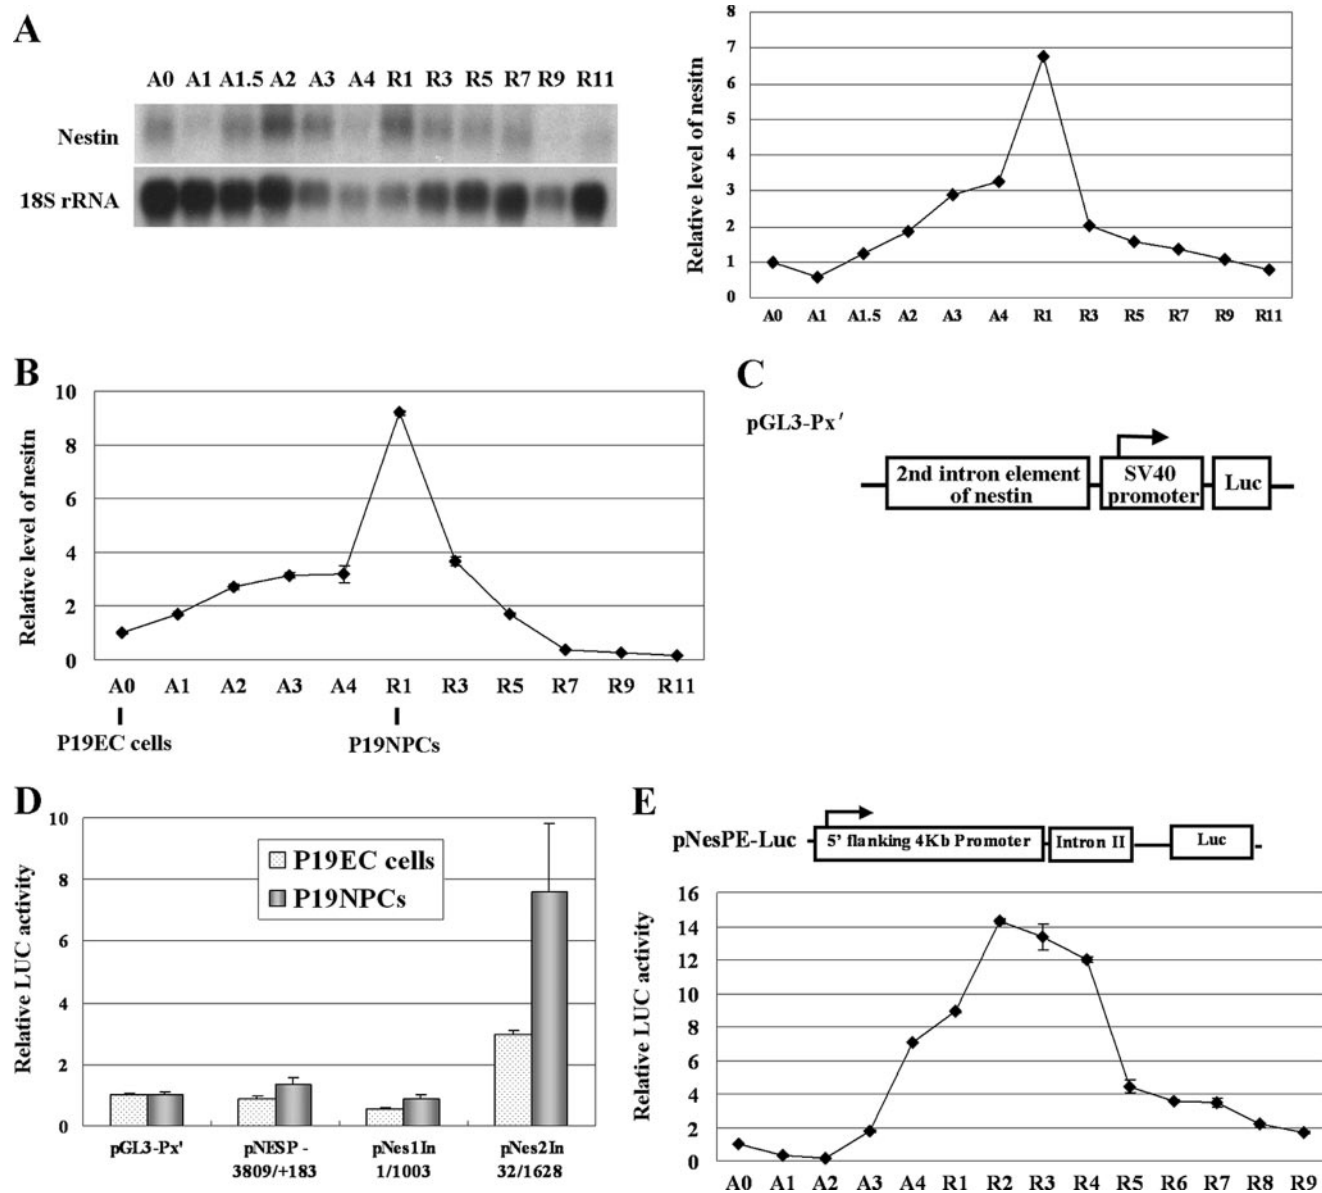 A
A0 A1 A1.5 A2 A3 A4 R1 R3 R5 R7 R9 R11
Nestin
18S rRNA
Relative level of nesitn
8
7
6
5
4
3
2
1
0
A0 A1 A1.5 A2 A3 A4 R1 R3 R5 R7 R9 R11
B
Relative level of nesitn
10
8
6
4
2
0
A0 A1 A2 A3 A4 R1 R3 R5 R7 R9 R11
P19EC cells
P19NPCs
C
pGL3-Px'
2nd intron element
of nestin
SV40
promoter
Luc
D
Relative LUC activity
10
8
6
4
2
0
P19EC cells
P19NPCs
pGL3-Px'
pNESP -
3809/+183
pNes1In
1/1003
pNes2In
32/1628
E
pNesPE-Luc
5' flanking 4Kb Promoter
Intron II
Luc
Relative LUC activity
16
14
12
10
8
6
4
2
0
A0 A1 A2 A3 A4 R1 R2 R3 R4 R5 R6 R7 R8 R9